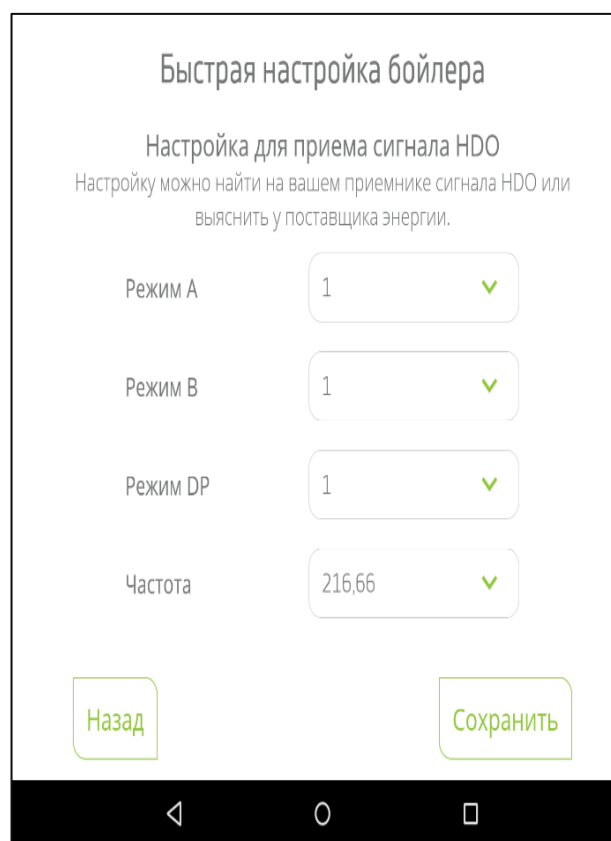 Быстрая настройка бойлера
Настройка для приема сигнала HDO
Настройку можно найти на вашем приемнике сигнала HDO или
выяснить у поставщика энергии.
Режим A 1
Режим B 1
Режим DP 1
Частота 216,66
Назад Сохранить